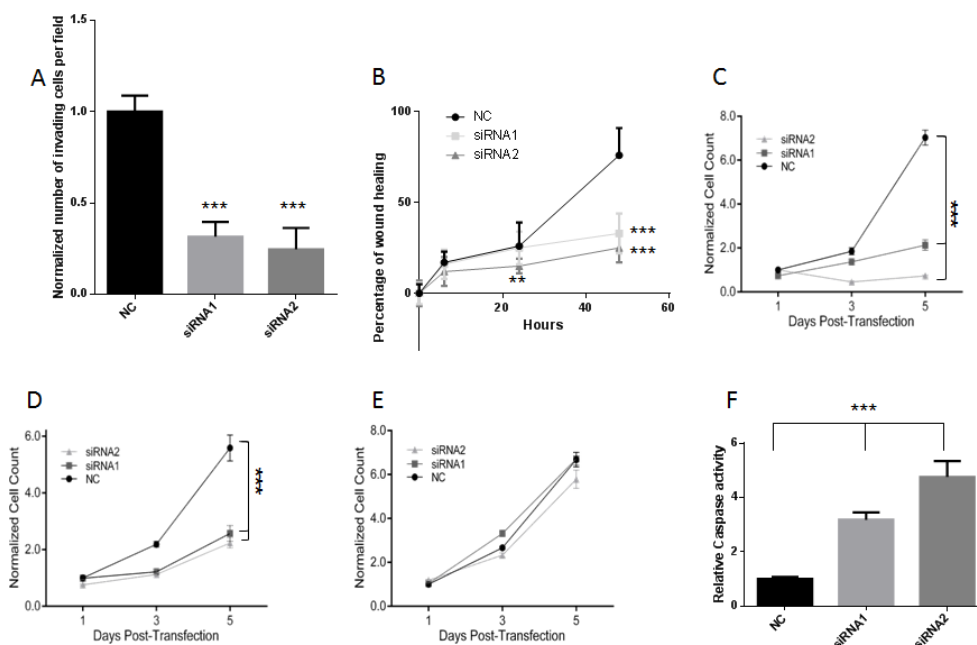 A
Normalized number of invading cells per field
1.5
1.0
0.5
0.0
***
***
NC
siRNA1
siRNA2
B
Percentage of wound healing
100
50
0
NC
siRNA1
siRNA2
***
***
**
20
40
60
Hours
C
Normalized Cell Count
8.0
6.0
4.0
2.0
0.0
siRNA2
siRNA1
NC
***
1
3
5
Days Post-Transfection
D
Normalized Cell Count
6.0
4.0
2.0
0.0
siRNA2
siRNA1
NC
***
1
3
5
Days Post-Transfection
E
Normalized Cell Count
8.0
6.0
4.0
2.0
0.0
siRNA2
siRNA1
NC
1
3
5
Days Post-Transfection
F
Relative Caspase activity
6
4
2
0
***
NC
siRNA1
siRNA2